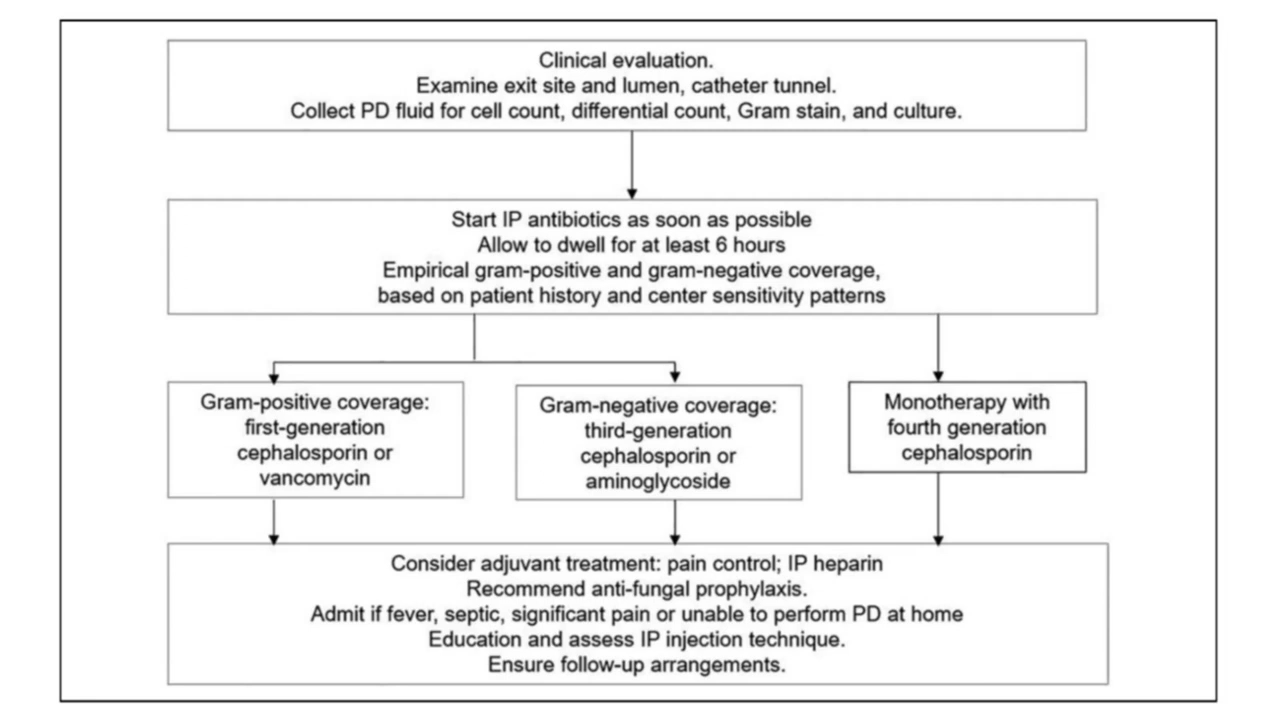 Clinical evaluation.
Examine exit site and lumen, catheter tunnel.
Collect PD fluid for cell count, differential count, Gram stain, and culture.
Start IP antibiotics as soon as possible
Allow to dwell for at least 6 hours
Empirical gram-positive and gram-negative coverage,
based on patient history and center sensitivity patterns
Gram-positive coverage:
first-generation
cephalosporin or
vancomycin
Gram-negative coverage:
third-generation
cephalosporin or
aminoglycoside
Monotherapy with
fourth generation
cephalosporin
Consider adjuvant treatment: pain control; IP heparin
Recommend anti-fungal prophylaxis.
Admit if fever, septic, significant pain or unable to perform PD at home
Education and assess IP injection technique.
Ensure follow-up arrangements.